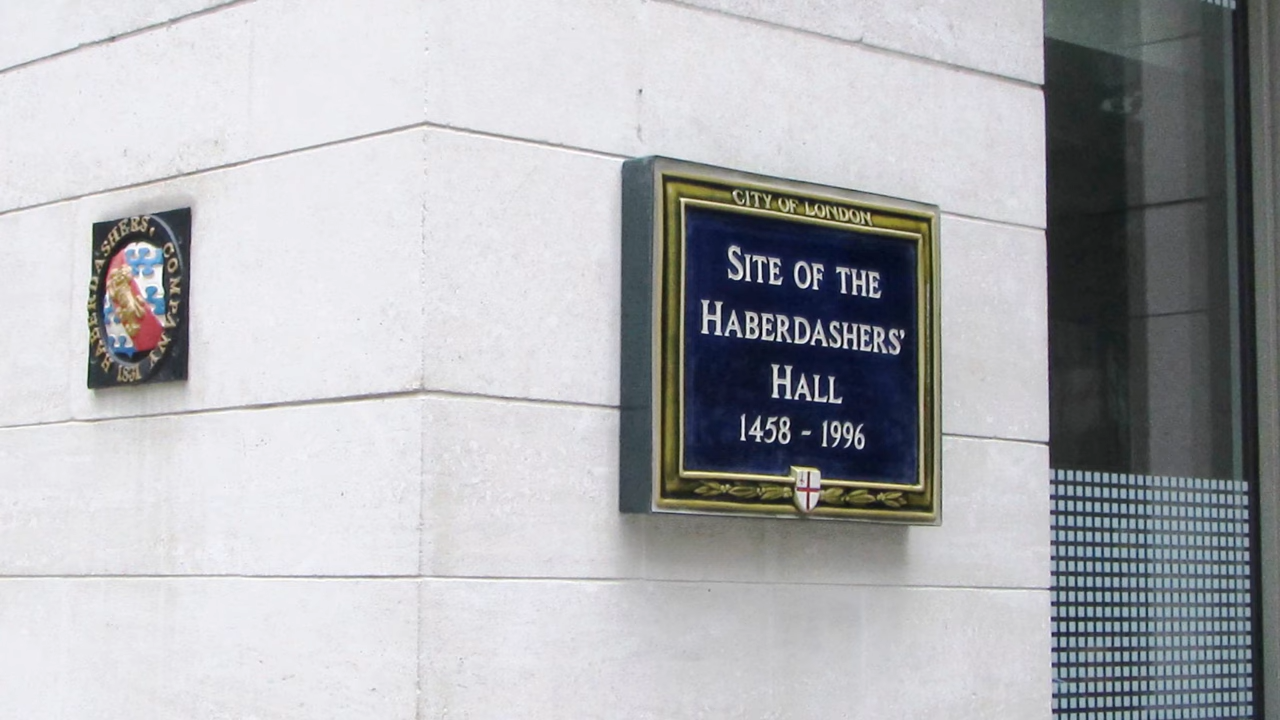 HABERDASHERS' COMPANY
CITY OF LONDON
SITE OF THE
HABERDASHERS'
HALL
1458 - 1996